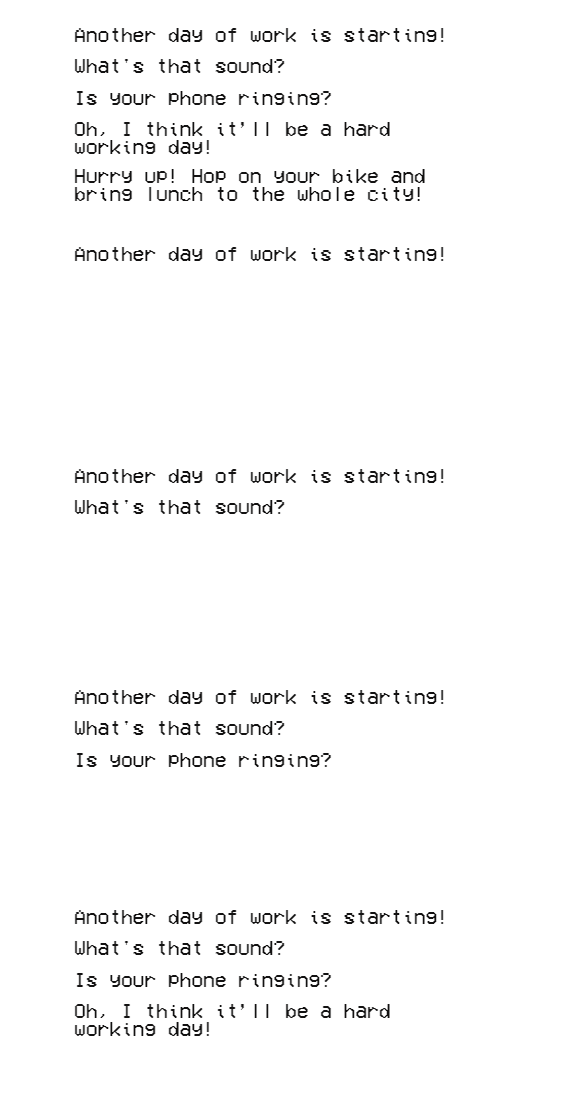 Another day of work is starting!
What's that sound?
Is your phone ringing?
Oh, I think it'll be a hard
working day!
Hurry up! Hop on your bike and
bring lunch to the whole city!
Another day of work is starting!
Another day of work is starting!
What's that sound?
Another day of work is starting!
What's that sound?
Is your phone ringing?
Another day of work is starting!
What's that sound?
Is your phone ringing?
Oh, I think it'll be a hard
working day!